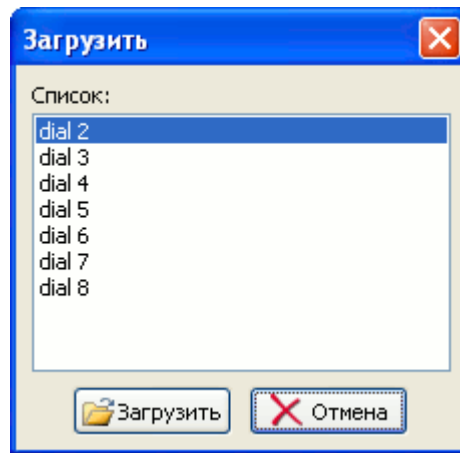 Загрузить
Список:
dial 2
dial 3
dial 4
dial 5
dial 6
dial 7
dial 8
Загрузить
Отмена